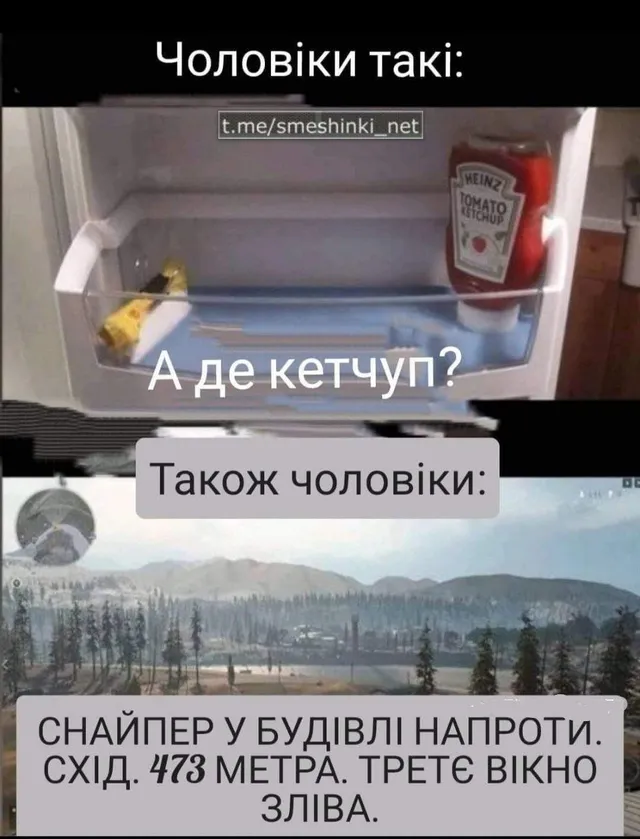 Чоловіки такі:
t.me/smeshinki_net
HEINZ
TOMATO
KETCHUP
А де кетчуп?
Також чоловіки:
СНАЙПЕР У БУДІВЛІ НАПРОТИ.
СХІД. 473 МЕТРА. ТРЕТЄ ВІКНО
ЗЛІВА.